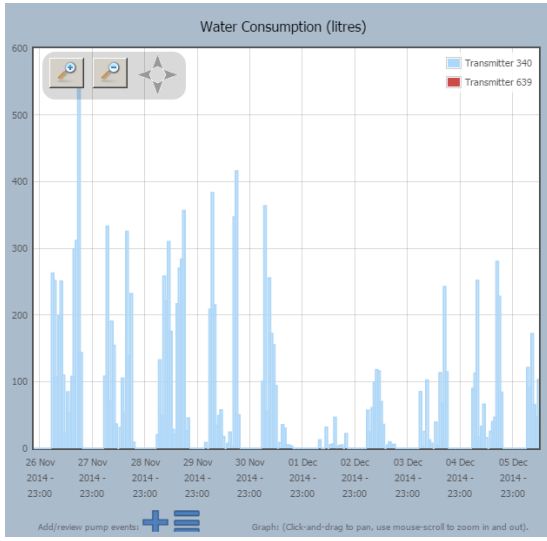 Water Consumption (litres)
600
500
400
300
200
100
0
Transmitter 340
Transmitter 639
26 Nov 27 Nov 28 Nov 29 Nov 30 Nov 01 Dec 02 Dec 03 Dec 04 Dec 05 Dec
2014 - 2014 - 2014 - 2014 - 2014 - 2014 - 2014 - 2014 - 2014 - 2014 -
23:00 23:00 23:00 23:00 23:00 23:00 23:00 23:00 23:00 23:00
Add/review pump events: Graph: (Click-and-drag to pan, use mouse-scroll to zoom in and out).